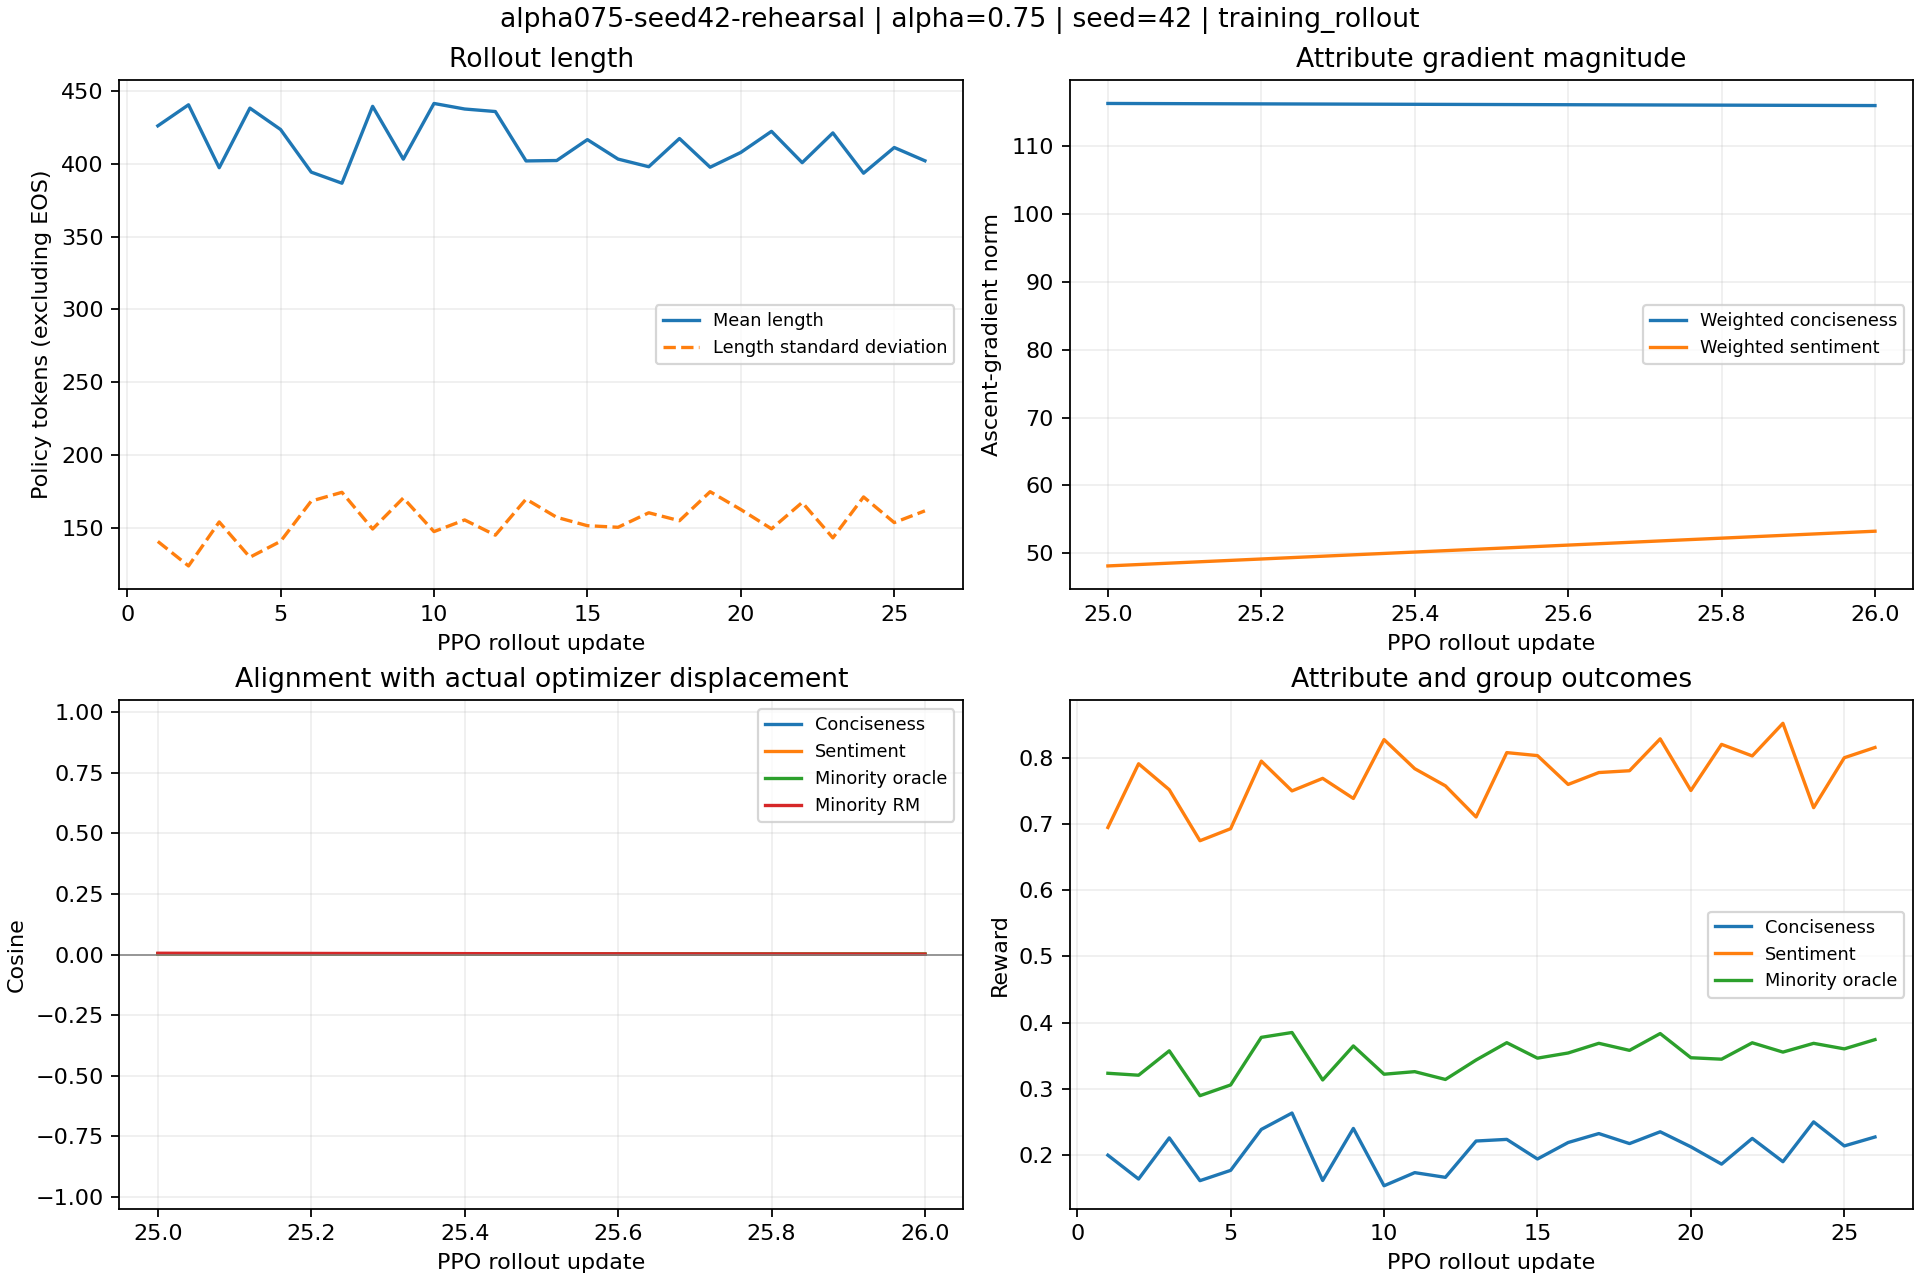 alpha075-seed42-rehearsal | alpha=0.75 | seed=42 | training_rollout
Rollout length
Policy tokens (excluding EOS)
450
400
350
300
250
200
150
Mean length
Length standard deviation
0
5
10
15
20
25
PPO rollout update
Attribute gradient magnitude
Ascent-gradient norm
110
100
90
80
70
60
50
Weighted conciseness
Weighted sentiment
25.0
25.2
25.4
25.6
25.8
26.0
PPO rollout update
Alignment with actual optimizer displacement
Cosine
1.00
0.75
0.50
0.25
0.00
−0.25
−0.50
−0.75
−1.00
Conciseness
Sentiment
Minority oracle
Minority RM
25.0
25.2
25.4
25.6
25.8
26.0
PPO rollout update
Attribute and group outcomes
Reward
0.8
0.7
0.6
0.5
0.4
0.3
0.2
Conciseness
Sentiment
Minority oracle
0
5
10
15
20
25
PPO rollout update